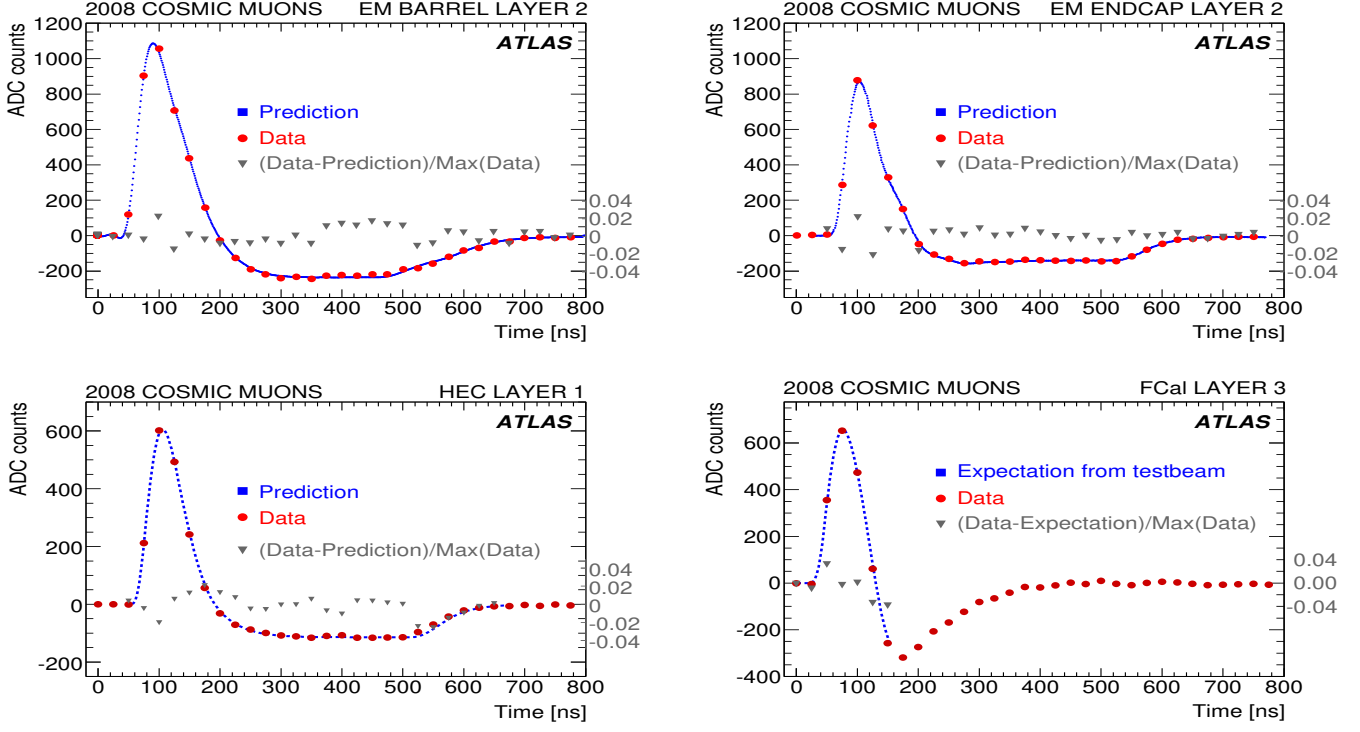 2008 COSMIC MUONS EM BARREL LAYER 2
ADC counts
1200
1000
800
600
400
200
0
-200
ATLAS
Prediction
Data
(Data-Prediction)/Max(Data)
0.04
0.02
0
-0.02
-0.04
0 100 200 300 400 500 600 700 800
Time [ns]
2008 COSMIC MUONS EM ENDCAP LAYER 2
ADC counts
1200
1000
800
600
400
200
0
-200
ATLAS
Prediction
Data
(Data-Prediction)/Max(Data)
0.04
0.02
0
-0.02
-0.04
0 100 200 300 400 500 600 700 800
Time [ns]
2008 COSMIC MUONS HEC LAYER 1
ADC counts
600
400
200
0
-200
ATLAS
Prediction
Data
(Data-Prediction)/Max(Data)
0.04
0.02
0
-0.02
-0.04
0 100 200 300 400 500 600 700 800
Time [ns]
2008 COSMIC MUONS FCal LAYER 3
ADC counts
600
400
200
0
-200
-400
ATLAS
Expectation from testbeam
Data
(Data-Expectation)/Max(Data)
0.04
0.00
-0.04
0 100 200 300 400 500 600 700 800
Time [ns]